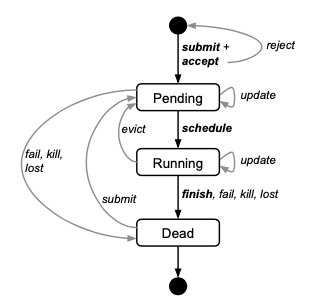 submit +
accept
reject
Pending
update
schedule
evict
fail, kill,
lost
Running
update
finish, fail, kill, lost
submit
Dead